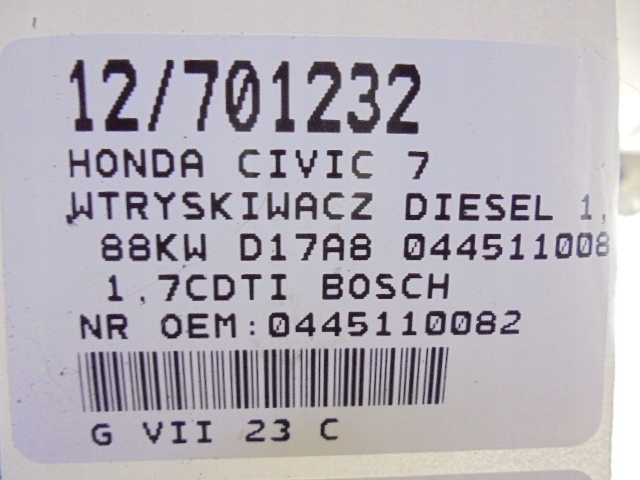 12/701232
HONDA CIVIC 7
WTRYSKIWACZ DIESEL 1,
88KW D17A8 044511008
1,7CDTI BOSCH
NR OEM:0445110082
G VII 23 C